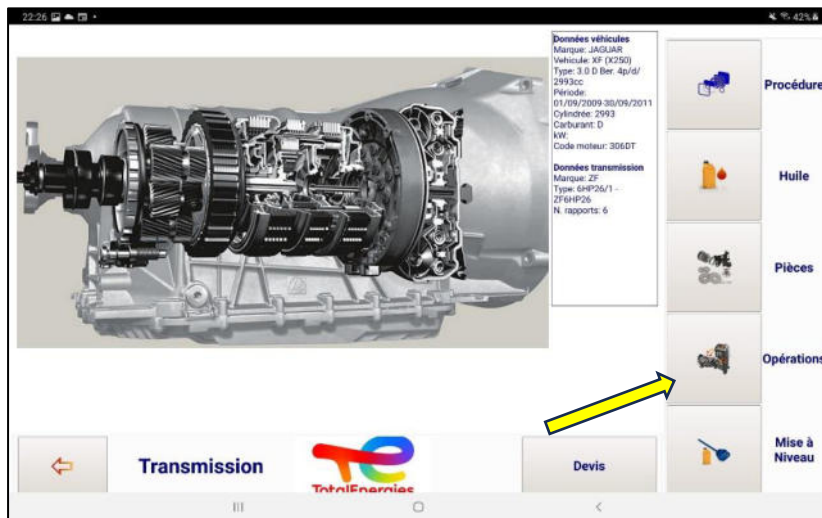 22:26
42%
Données véhicules
Marque: JAGUAR
Vehicule: XF (X250)
Type: 3.0 D Ber. 4p/d/
2993cc
Période:
01/09/2009-30/09/2011
Cylindrée: 2993
Carburant: D
kW:
Code moteur: 306DT
Données transmission
Marque: ZF
Type: 6HP26/1 -
ZF6HP26
N. rapports: 6
Procédure
Huile
Pièces
Opérations
Mise à
Niveau
Transmission
TotalEnergies
Devis